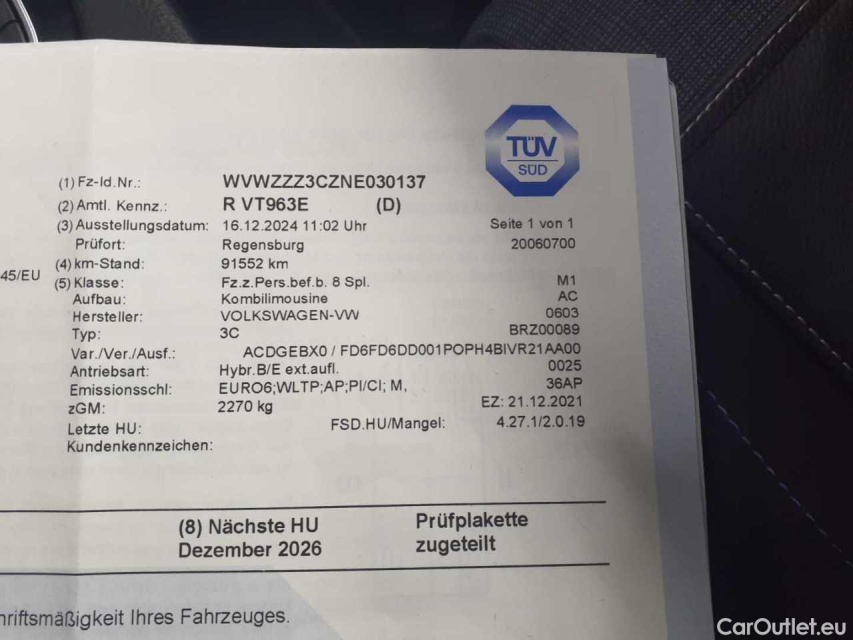 TÜV
SÜD
(1) Fz-Id.Nr.: WVWZZZ3CZNE030137
(2) Amtl. Kennz.: R VT963E (D)
(3) Ausstellungsdatum: 16.12.2024 11:02 Uhr Seite 1 von 1
Prüfort: Regensburg 20060700
45/EU (4) km-Stand: 91552 km
(5) Klasse: Fz.z.Pers.bef.b. 8 Spl. M1
Aufbau: Kombilimousine AC
Hersteller: VOLKSWAGEN-VW 0603
Typ: 3C BRZ00089
Var./Ver./Ausf.: ACDGEBX0 / FD6FD6DD001POPH4BIVR21AA00
Antriebsart: Hybr.B/E ext.aufl. 0025
Emissionsschl: EURO6;WLTP;AP;PI/CI; M, 36AP
zGM: 2270 kg EZ: 21.12.2021
Letzte HU: FSD.HU/Mangel: 4.27.1/2.0.19
Kundenkennzeichen:
(8) Nächste HU Prüfplakette
Dezember 2026 zugeteilt
riftsmäßigkeit Ihres Fahrzeuges.
CarOutlet.eu